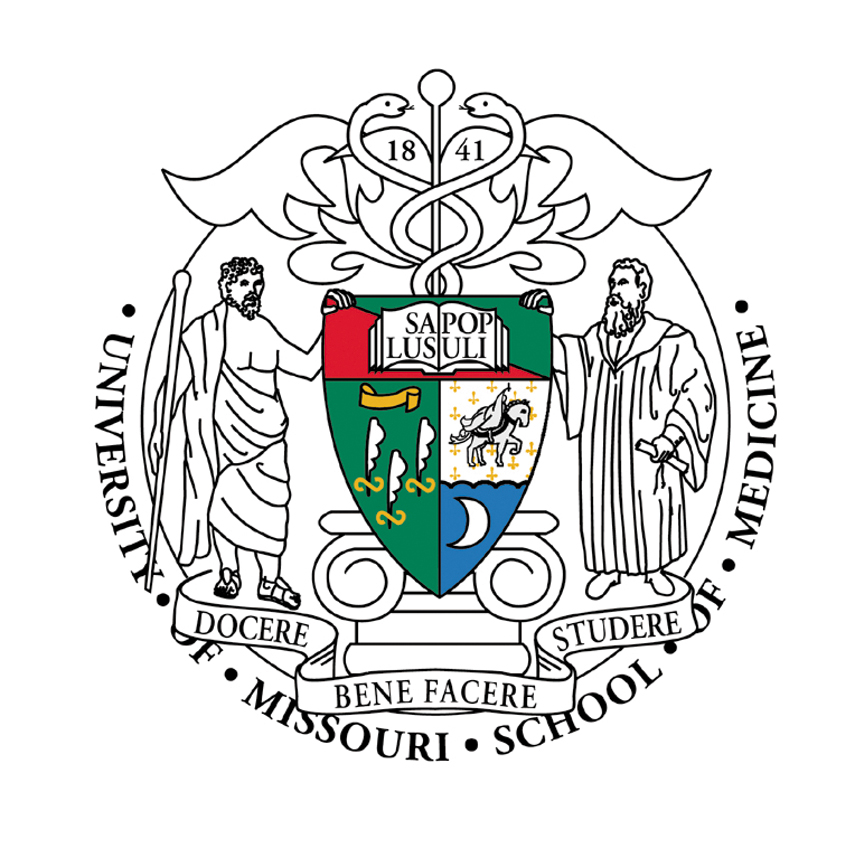 18 41
SA POP
LUS ULI
DOCERE
BENE FACERE
STUDERE
• UNIVERSITY • OF • MISSOURI • SCHOOL • OF • MEDICINE •